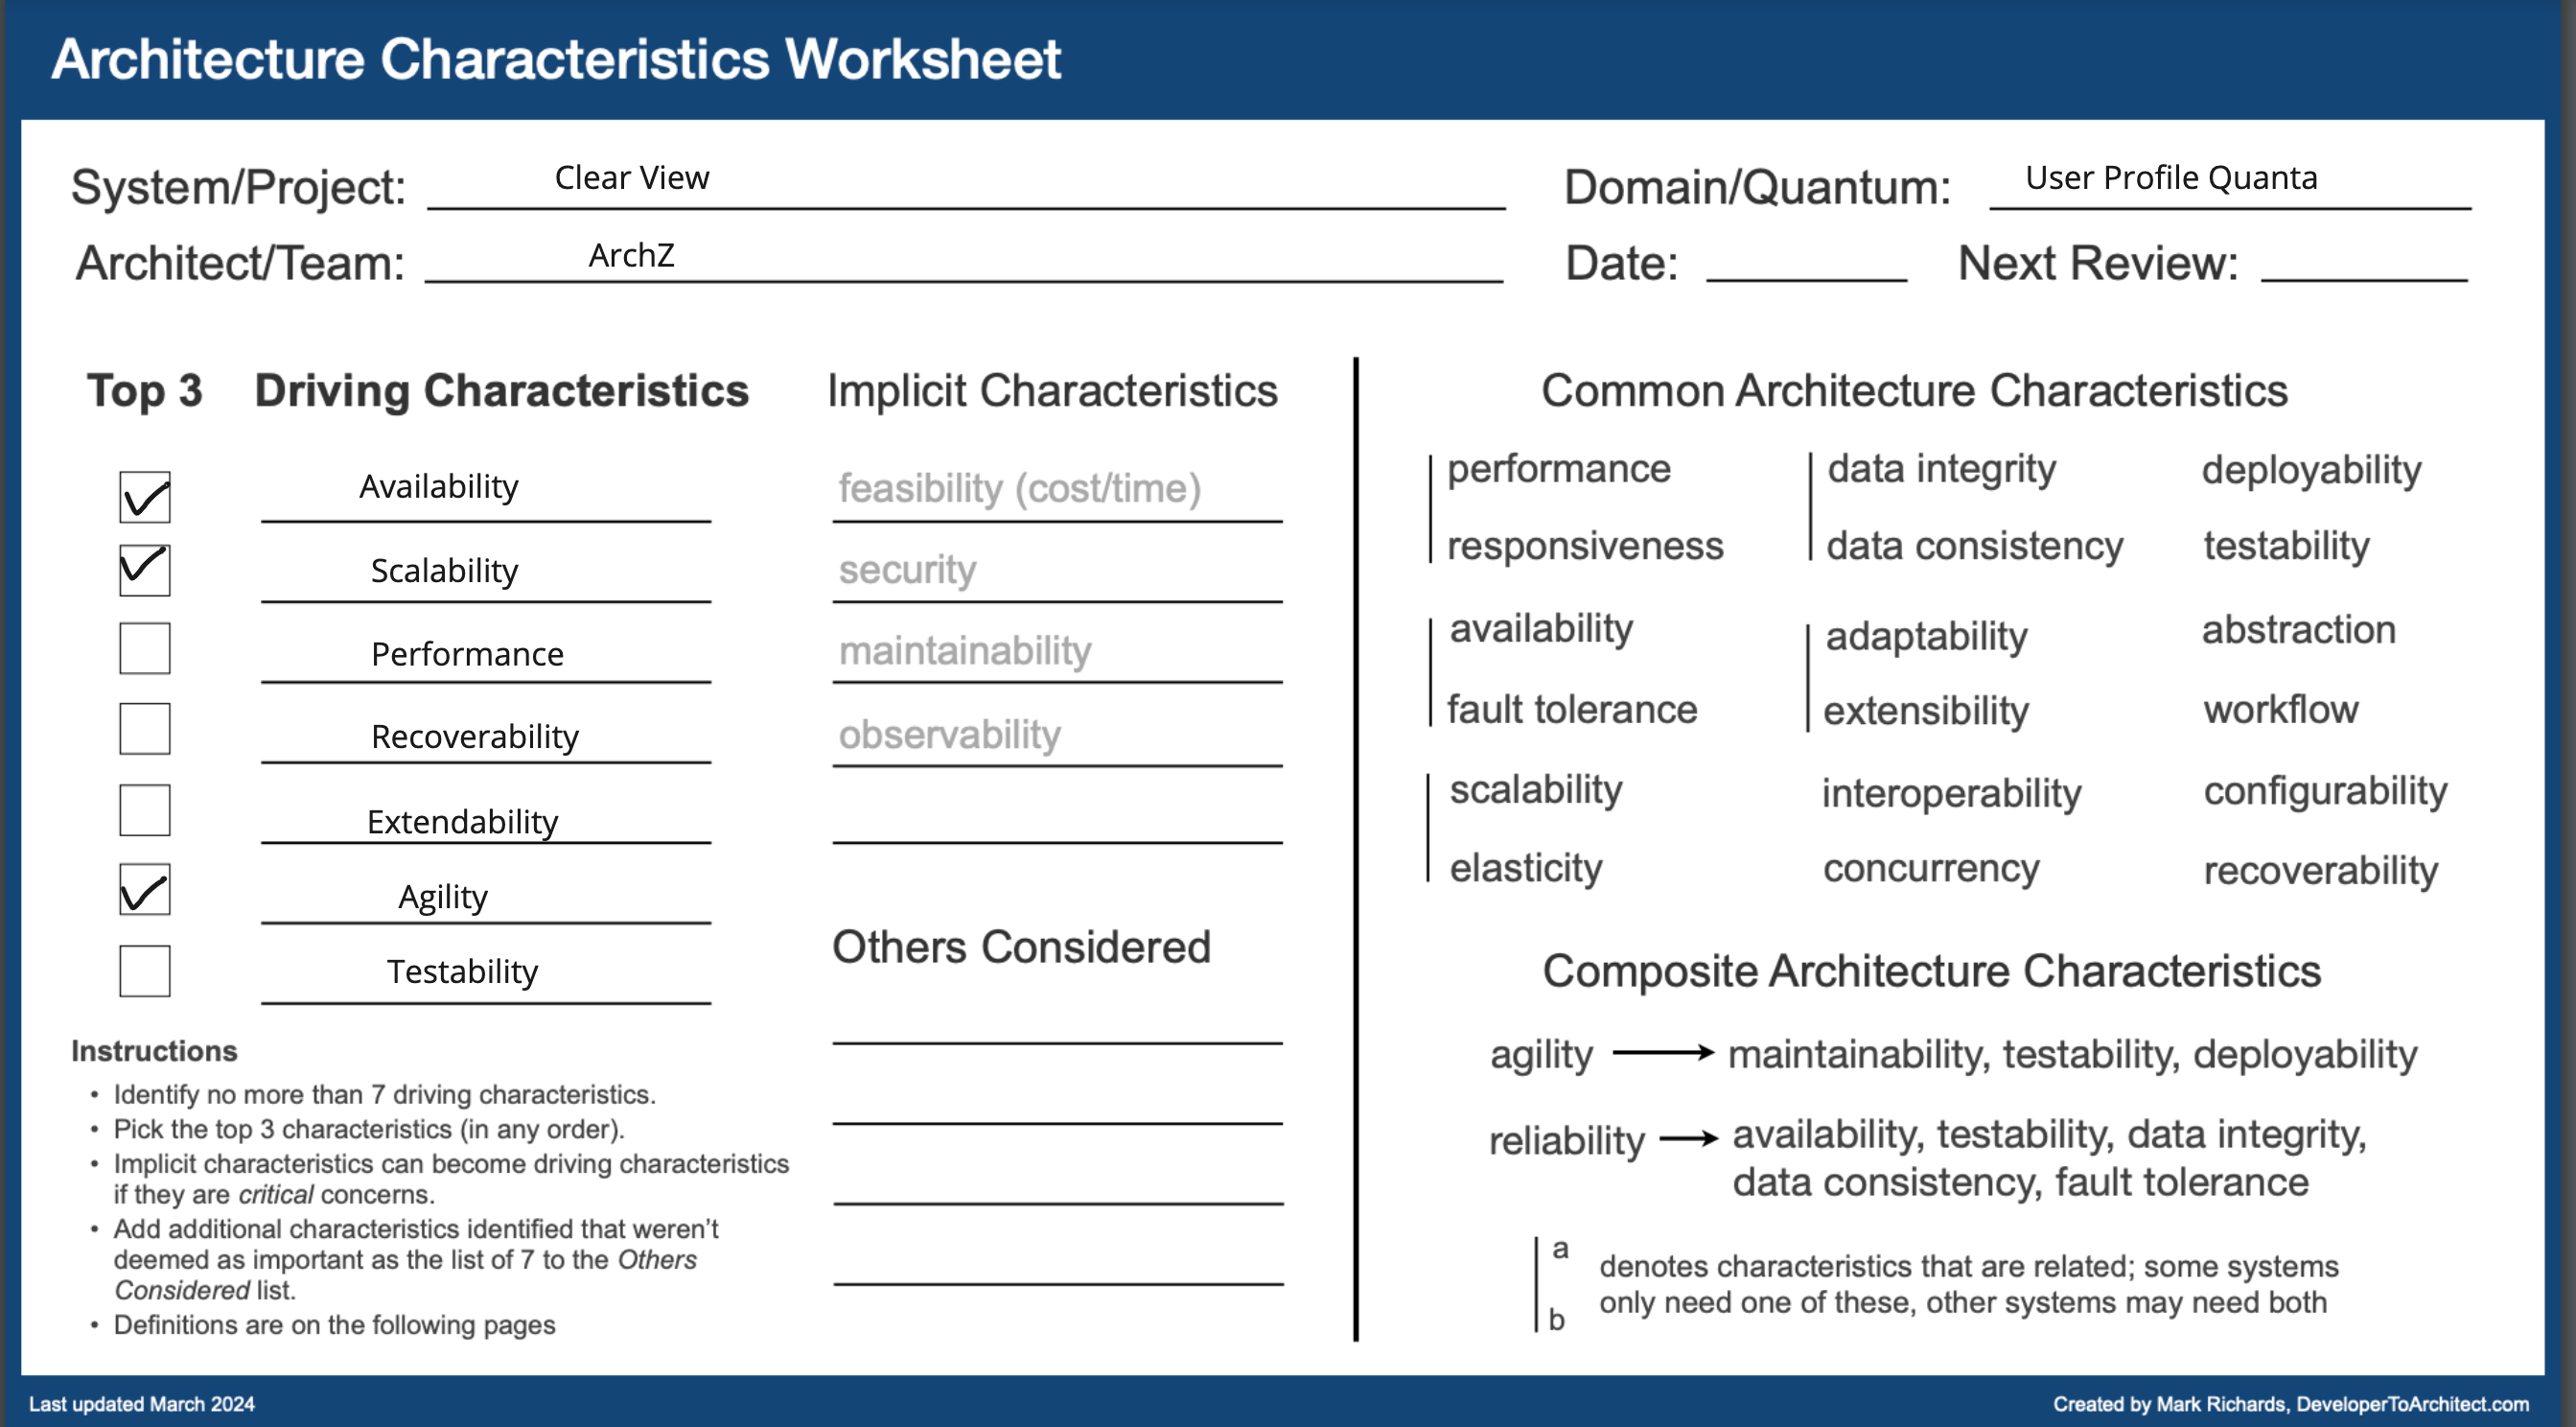 Architecture Characteristics Worksheet
System/Project: Clear View
Domain/Quantum: User Profile Quanta
Architect/Team: ArchZ
Date:
Next Review:
Top 3
Driving Characteristics
Availability
Scalability
Performance
Recoverability
Extendability
Agility
Testability
Instructions
• Identify no more than 7 driving characteristics.
• Pick the top 3 characteristics (in any order).
• Implicit characteristics can become driving characteristics
if they are critical concerns.
• Add additional characteristics identified that weren’t
deemed as important as the list of 7 to the Others
Considered list.
• Definitions are on the following pages
Implicit Characteristics
feasibility (cost/time)
security
maintainability
observability
Others Considered
Common Architecture Characteristics
performance
responsiveness
availability
fault tolerance
scalability
elasticity
data integrity
data consistency
adaptability
extensibility
interoperability
concurrency
deployability
testability
abstraction
workflow
configurability
recoverability
Composite Architecture Characteristics
agility → maintainability, testability, deployability
reliability → availability, testability, data integrity,
data consistency, fault tolerance
a
b
denotes characteristics that are related; some systems
only need one of these, other systems may need both
Last updated March 2024
Created by Mark Richards, DeveloperToArchitect.com